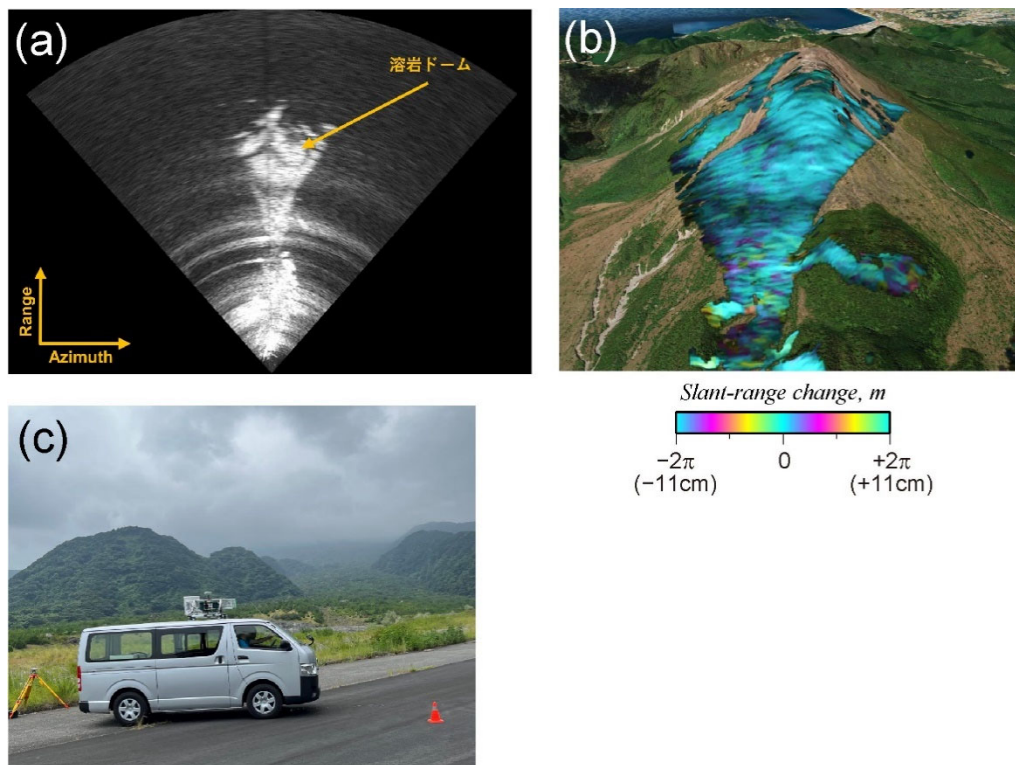 (a)
溶岩ドーム
Range
Azimuth
(b)
Slant-range change, m
−2π 0 +2π
(−11cm) (+11cm)
(c)